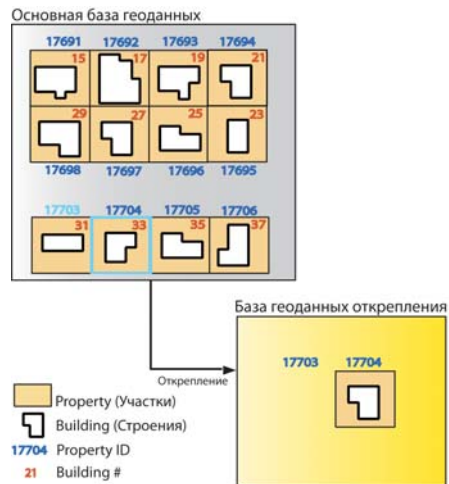 Основная база геоданных
17691 17692 17693 17694
15 17 19 21
29 27 25 23
17698 17697 17696 17695
17703 17704 17705 17706
31 33 35 37
База геоданных открепления
17703 17704
Открепление
Property (Участки)
Building (Строения)
17704 Property ID
21 Building #